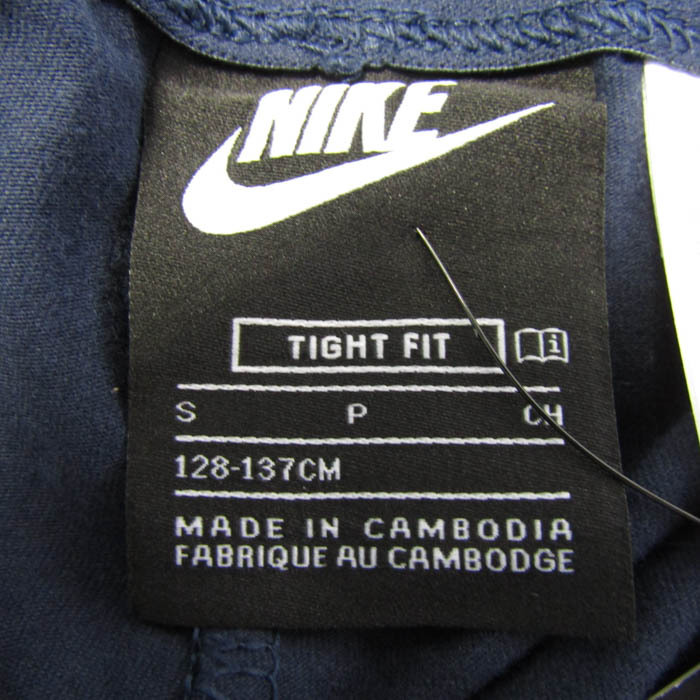 NIKE
TIGHT FIT
S P CH
128-137CM
MADE IN CAMBODIA
FABRIQUE AU CAMBODGE